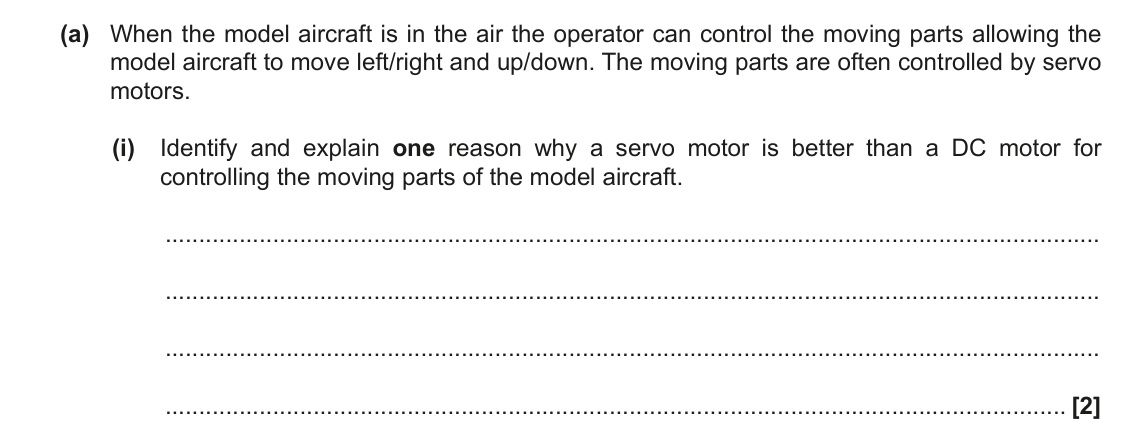 (a) When the model aircraft is in the air the operator can control the moving parts allowing the
model aircraft to move left/right and up/down. The moving parts are often controlled by servo
motors.
(i) Identify and explain one reason why a servo motor is better than a DC motor for
controlling the moving parts of the model aircraft.
..........................................................................................................................................
..........................................................................................................................................
..........................................................................................................................................
..................................................................................................................................... [2]